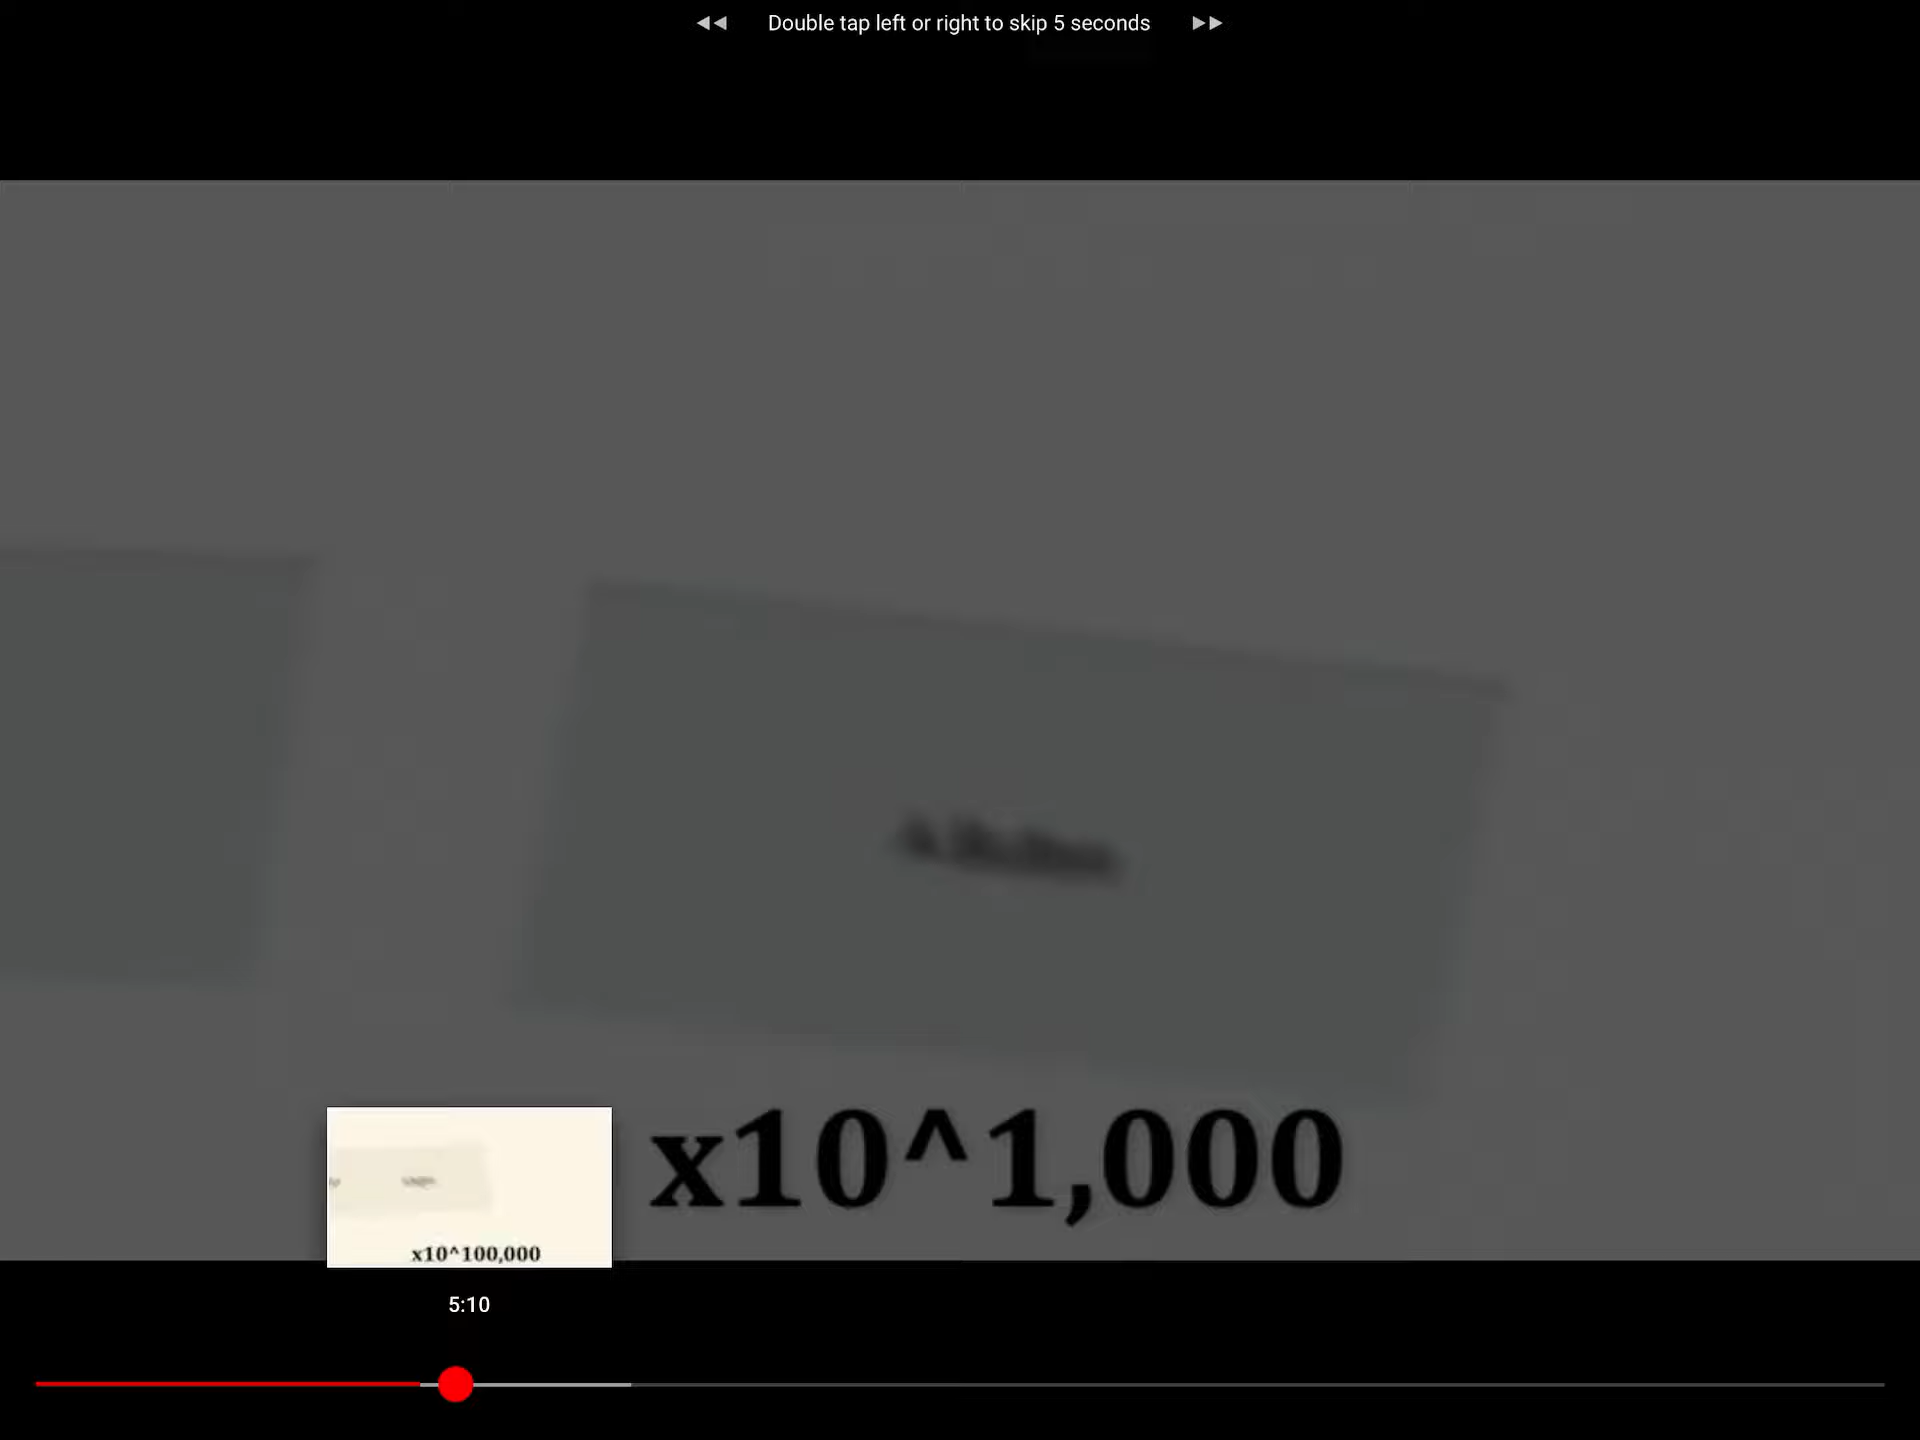 Double tap left or right to skip 5 seconds
x10^1,000
x10^100,000
5:10